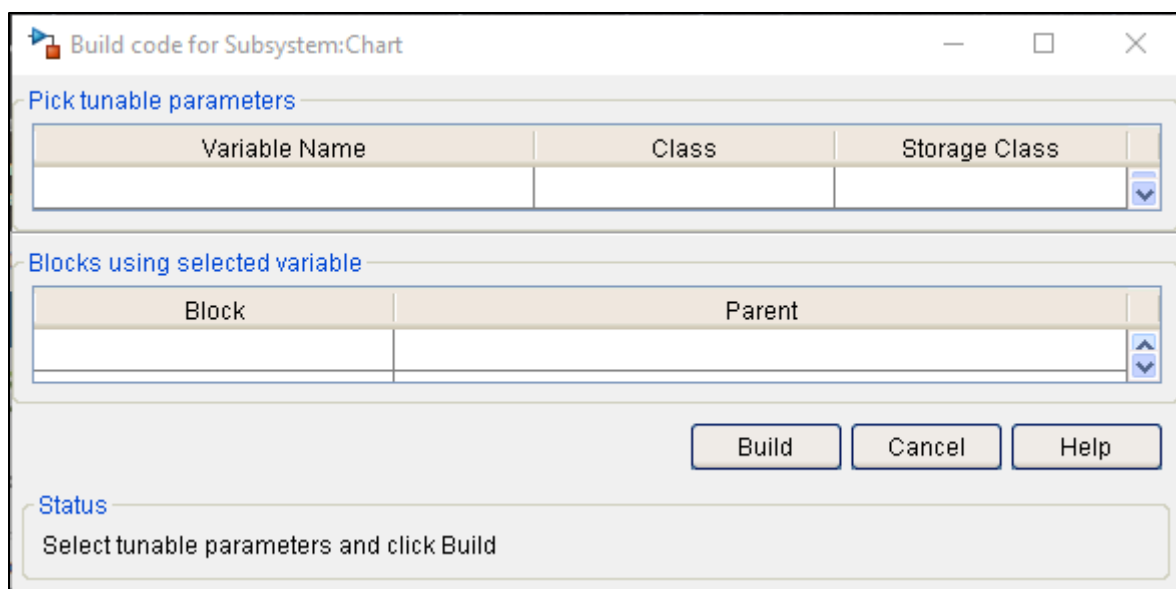 Build code for Subsystem:Chart
Pick tunable parameters
Variable Name Class Storage Class
Blocks using selected variable
Block Parent
Build Cancel Help
Status
Select tunable parameters and click Build